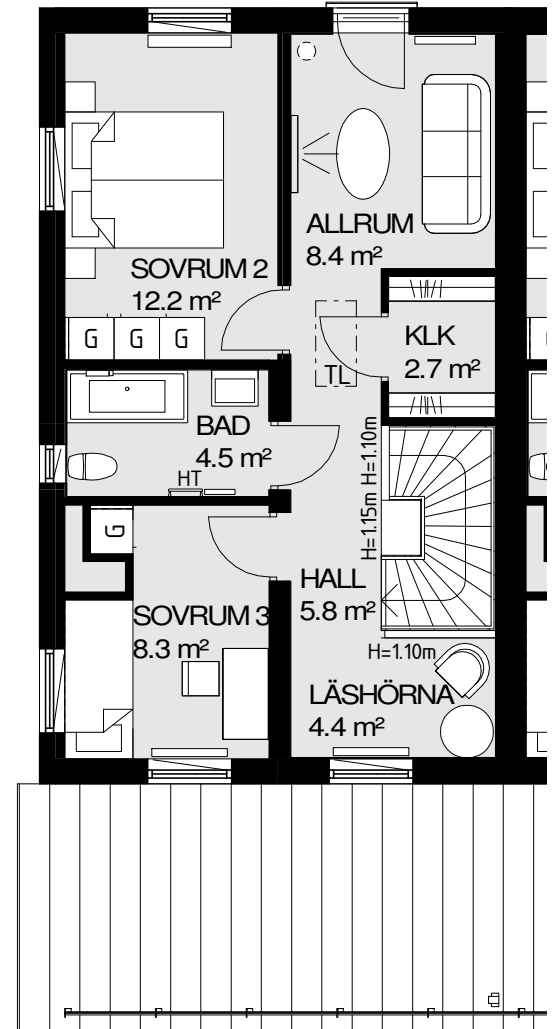 ALLRUM
8.4 m²
SOVRUM 2
12.2 m²
G G G
KLK
2.7 m²
TL
BAD
4.5 m²
HT
H=1.15m H=1.10m
G
HALL
5.8 m²
SOVRUM 3
8.3 m²
H=1.10m
LÄSHÖRNA
4.4 m²